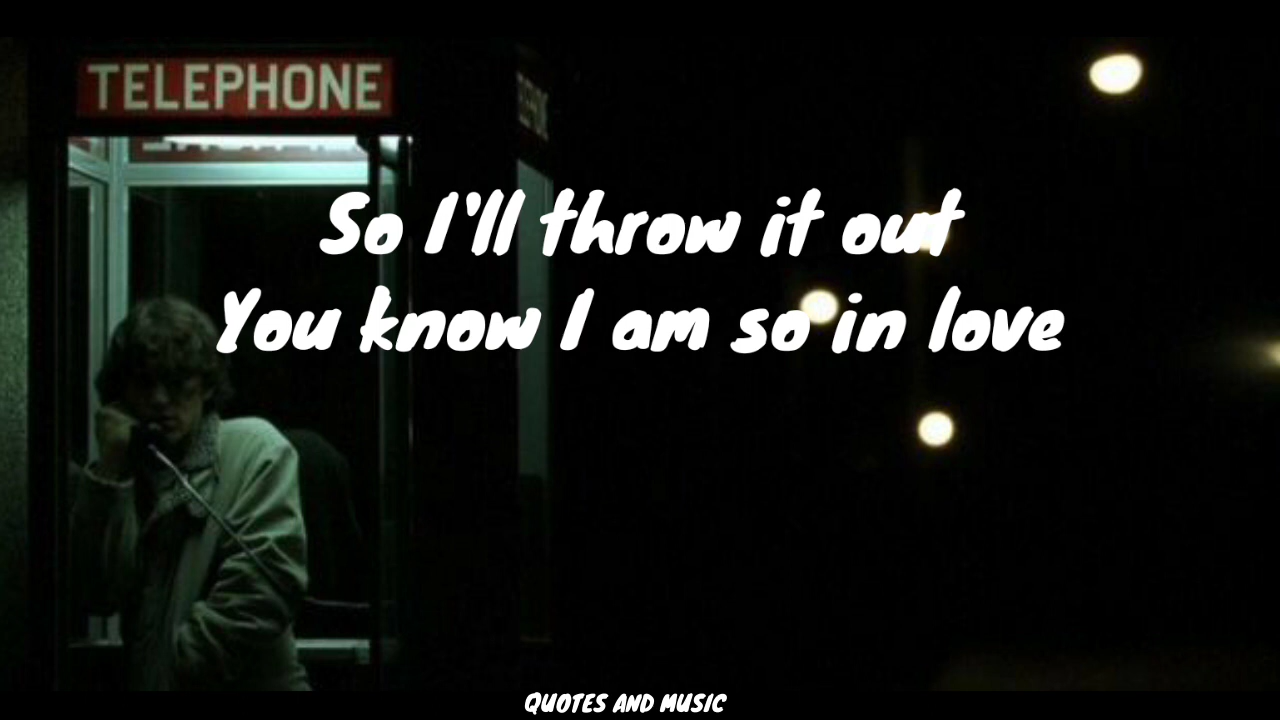 TELEPHONE
So I'll throw it out
You know I am so in love
QUOTES AND MUSIC